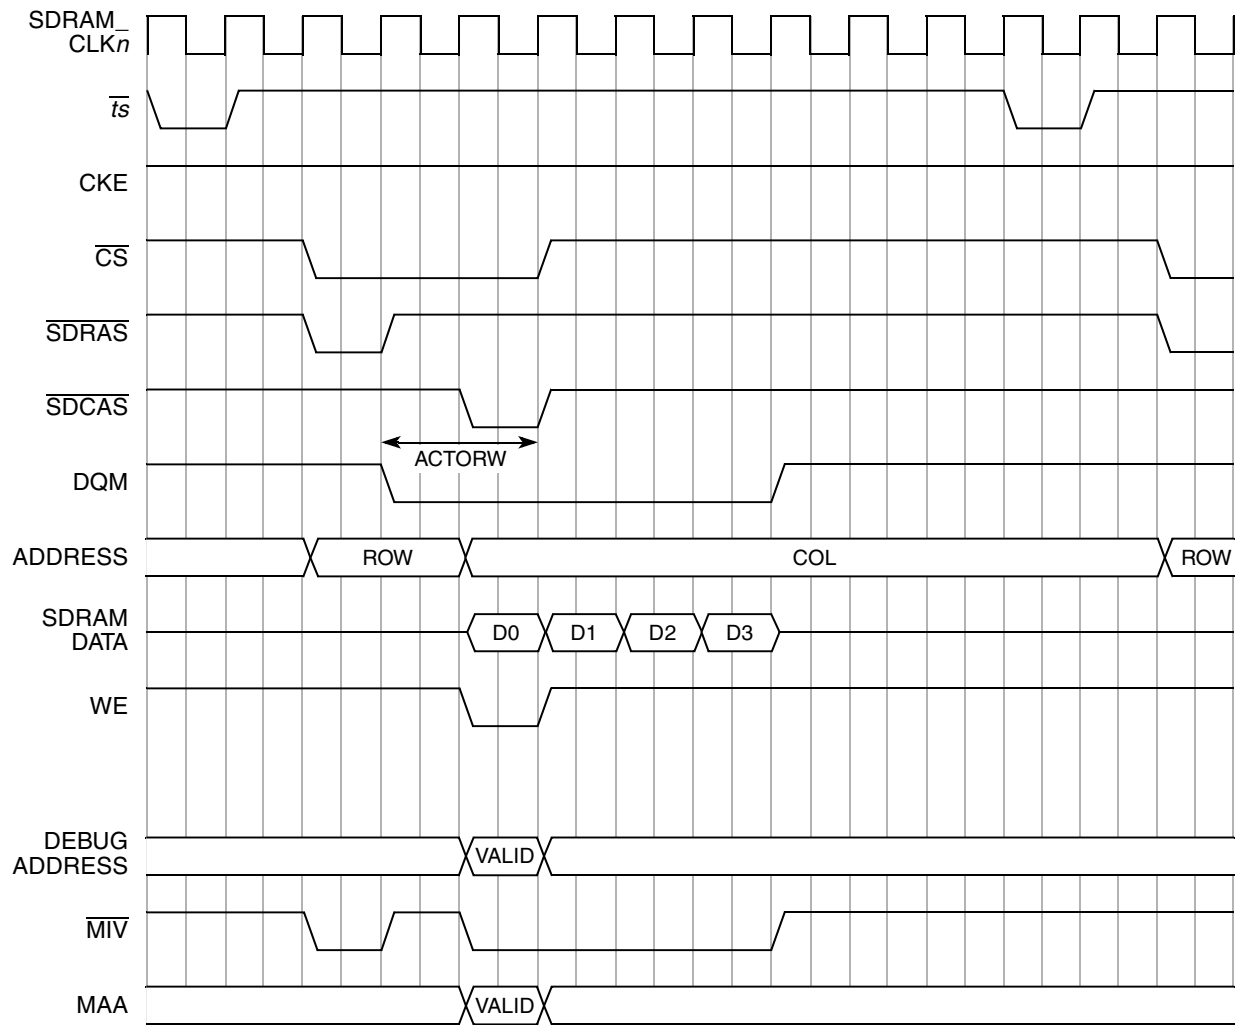 SDRAM_
CLKn
ts
CKE
CS
SDRAS
SDCAS
ACTORW
DQM
ADDRESS ROW COL ROW
SDRAM
DATA
D0 D1 D2 D3
WE
DEBUG
ADDRESS
VALID
MIV
MAA VALID